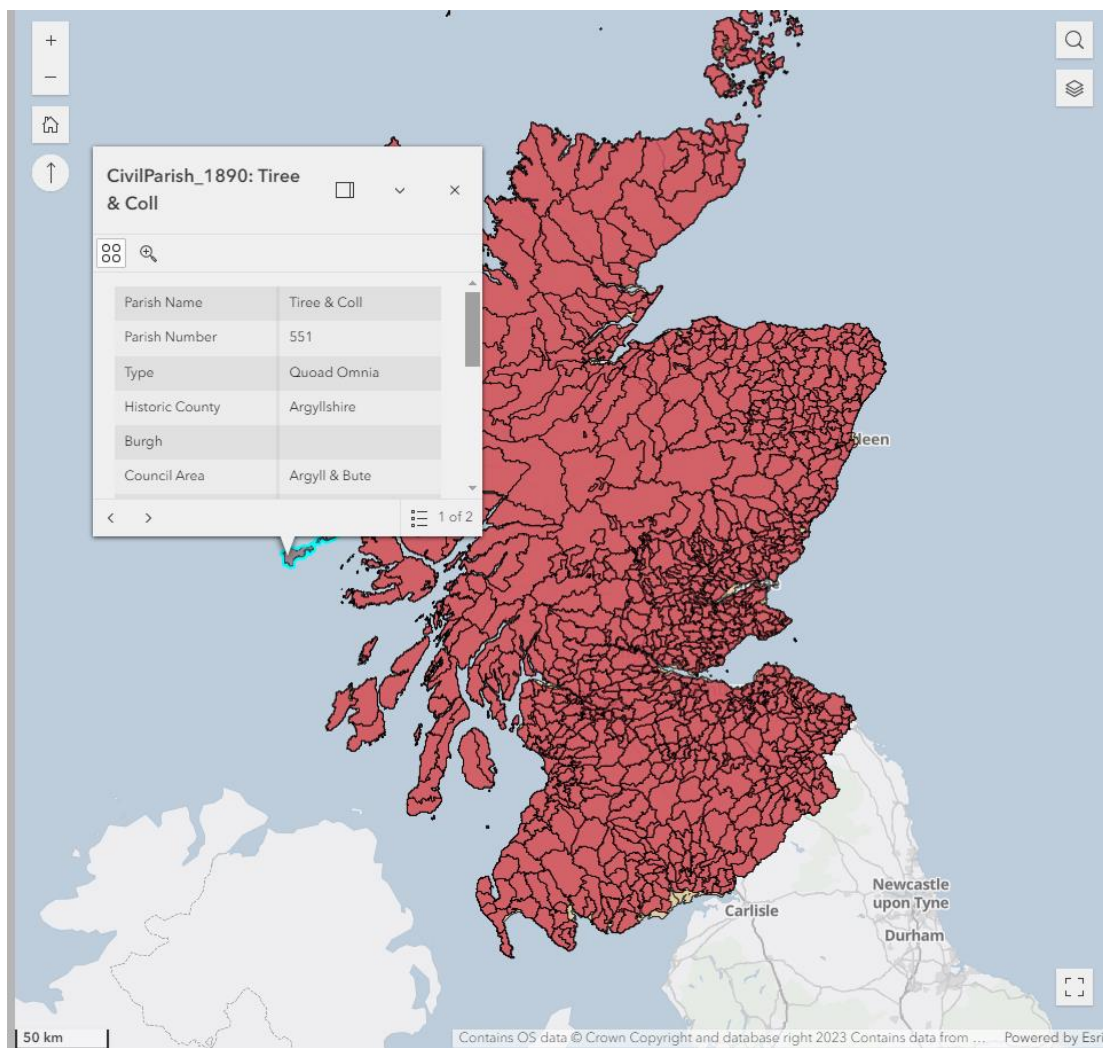 CivilParish_1890: Tiree
& Coll
Parish Name Tiree & Coll
Parish Number 551
Type Quoad Omnia
Historic County Argyllshire
Burgh
Council Area Argyll & Bute
1 of 2
Newcastle
upon Tyne
Carlisle
Durham
50 km
Contains OS data © Crown Copyright and database right 2023 Contains data from ... Powered by Esri